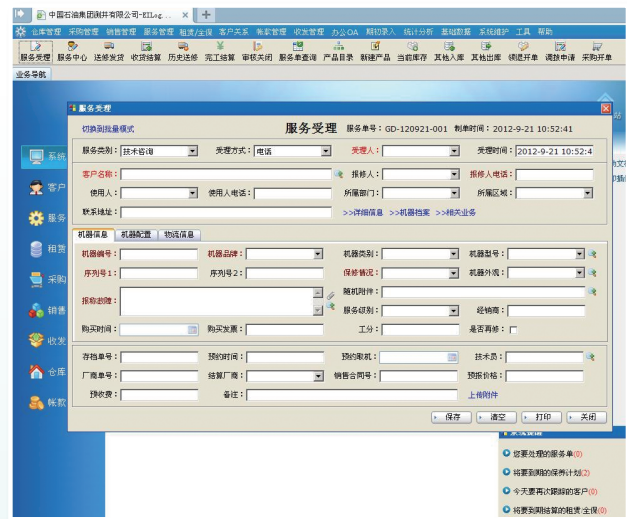 中国石油集团测井有限公司-EILog...
仓库管理 采购管理 销售管理 服务管理 租赁/全保 客户关系 帐款管理 收发管理 办公OA 期初录入 统计分析 基础数据 系统维护 工具 帮助
服务受理 服务中心 送修发货 收货结算 历史送修 完工结算 审核关闭 服务单查询 产品目录 新建产品 当前库存 其他入库 其他出库 领退开单 调拨申请 采购开单
业务导航
服务受理
切换到批量模式 服务受理 服务单号：GD-120921-001 制单时间：2012-9-21 10:52:41
服务类别：技术咨询 受理方式：电话 受理人： 受理时间：2012-9-21 10:52:4
客户名称： 报修人： 报修人电话：
使用人： 使用人电话： 所属部门： 所属区域：
联系地址： >>详细信息 >>机器档案 >>相关业务
机器信息 机器配置 物流信息
机器编号： 机器品牌： 机器类别： 机器型号：
序列号1： 序列号2： 保修情况： 机器外观：
报称故障： 随机附件：
服务级别： 经销商：
购买时间： 购买发票： 工分： 是否再修：
存档单号： 预约时间： 预约取机： 技术员：
厂商单号： 结算厂商： 销售合同号： 预报价格：
预收费： 备注： 上传附件
保存 清空 打印 关闭
系统
客户
服务
租赁
采购
销售
收发
仓库
帐款
站
您要处理的服务单(0)
将要到期的保养计划(2)
今天要再次跟踪的客户(0)
将要到期结算的租赁:全保(0)